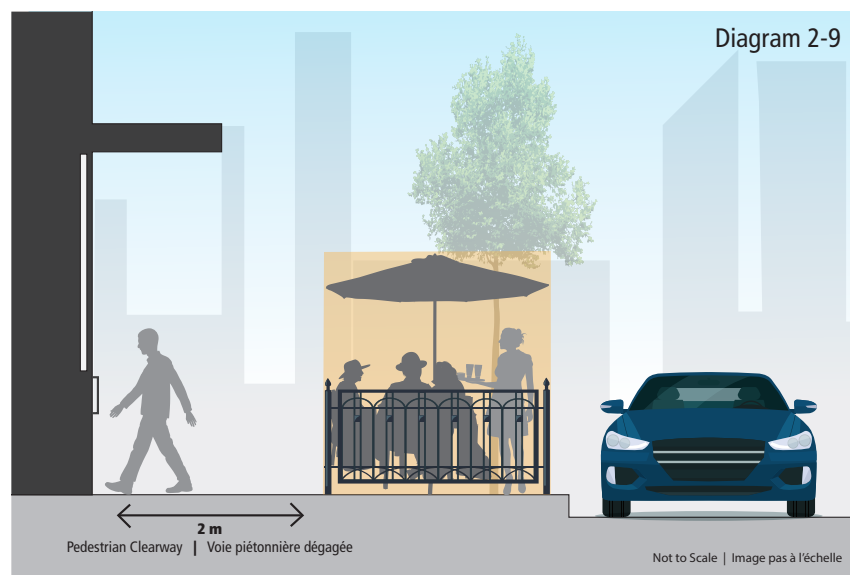 Diagram 2-9
2 m
Pedestrian Clearway | Voie piétonnière dégagée
Not to Scale | Image pas à l'échelle